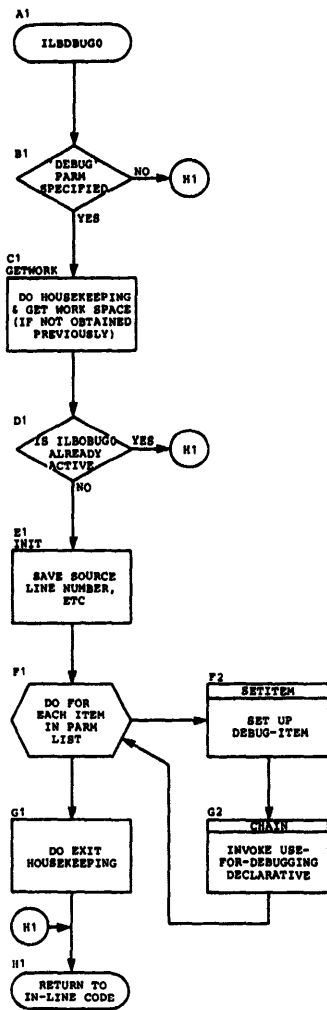 A1
ILBDBUG0
B1
'DEBUG'
PARM
SPECIFIED
NO
H1
YES
C1
GETWORK
DO HOUSEKEEPING
& GET WORK SPACE
(IF NOT OBTAINED
PREVIOUSLY)
D1
IS ILBOBUG0
ALREADY
ACTIVE
YES
H1
NO
E1
INIT
SAVE SOURCE
LINE NUMBER,
ETC
F1
DO FOR
EACH ITEM
IN PARM
LIST
F2
SETITEM
SET UP
DEBUG-ITEM
G1
DO EXIT
HOUSEKEEPING
G2
CHAIN
INVOKE USE-
FOR-DEBUGGING
DECLARATIVE
H1
H1
RETURN TO
IN-LINE CODE